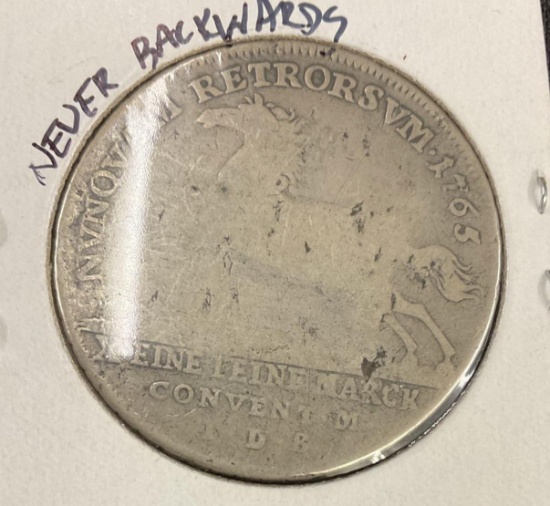 NEVER BACKWARDS
NVNQVAM RETRORSVM·1765
X EINE FEINE MARCK
CONVENT M
I D B